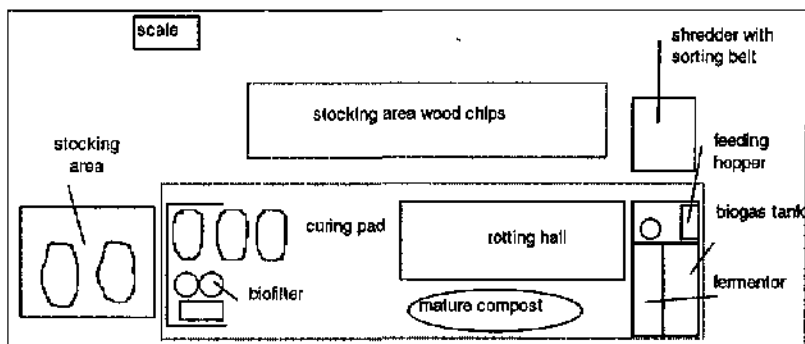 scale
shredder with
sorting belt
stocking area wood chips
stocking
area
feeding
hopper
biogas tank
curing pad
rotting hall
biofilter
fermentor
mature compost